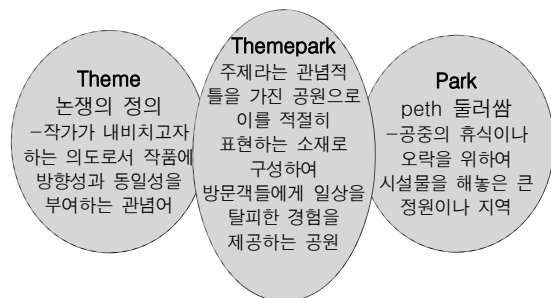 Theme
논쟁의 정의
-작가가 내비치고자
하는 의도로서 작품에
방향성과 동일성을
부여하는 관념어
Themepark
주제라는 관념적
틀을 가진 공원으로
이를 적절히
표현하는 소재로
구성하여
방문객들에게 일상을
탈피한 경험을
제공하는 공원
Park
peth 둘러쌈
-공중의 휴식이나
오락을 위하여
시설물을 해놓은 큰
정원이나 지역